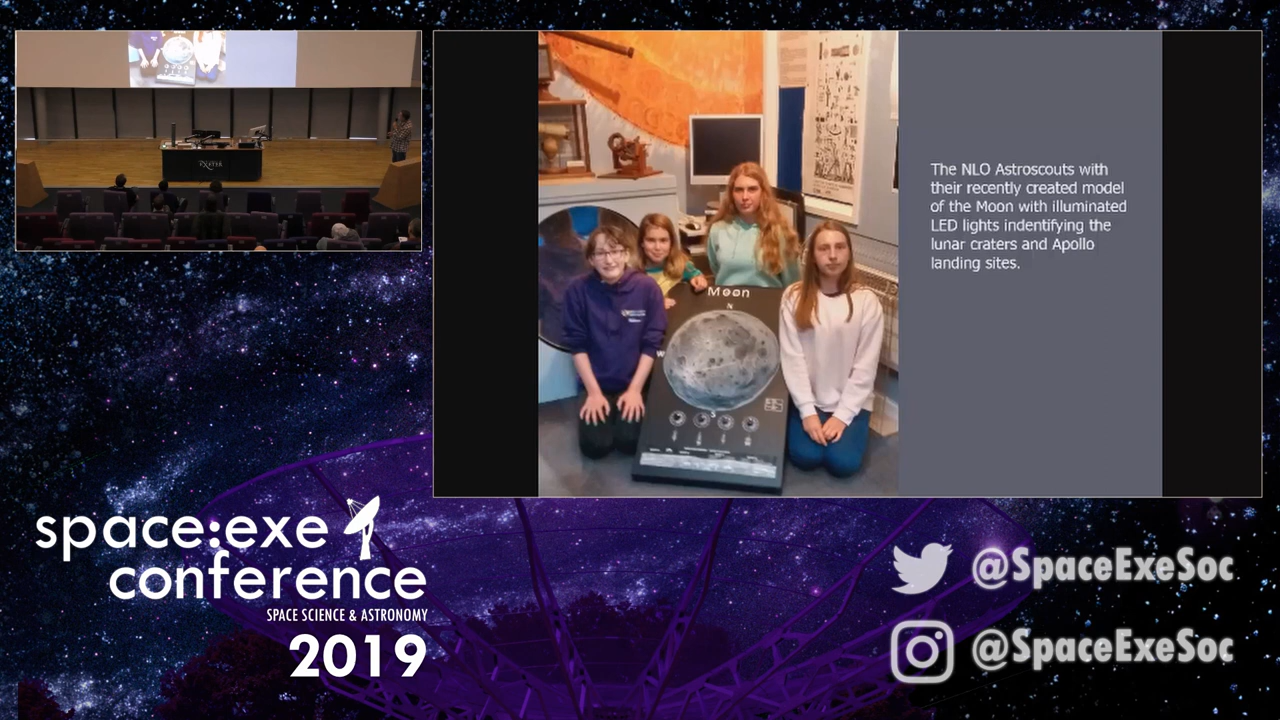 EXETER
Moon
N
W
S
The NLO Astroscouts with
their recently created model
of the Moon with illuminated
LED lights indentifying the
lunar craters and Apollo
landing sites.
space:exe
conference
SPACE SCIENCE & ASTRONOMY
2019
@SpaceExeSoc
@SpaceExeSoc